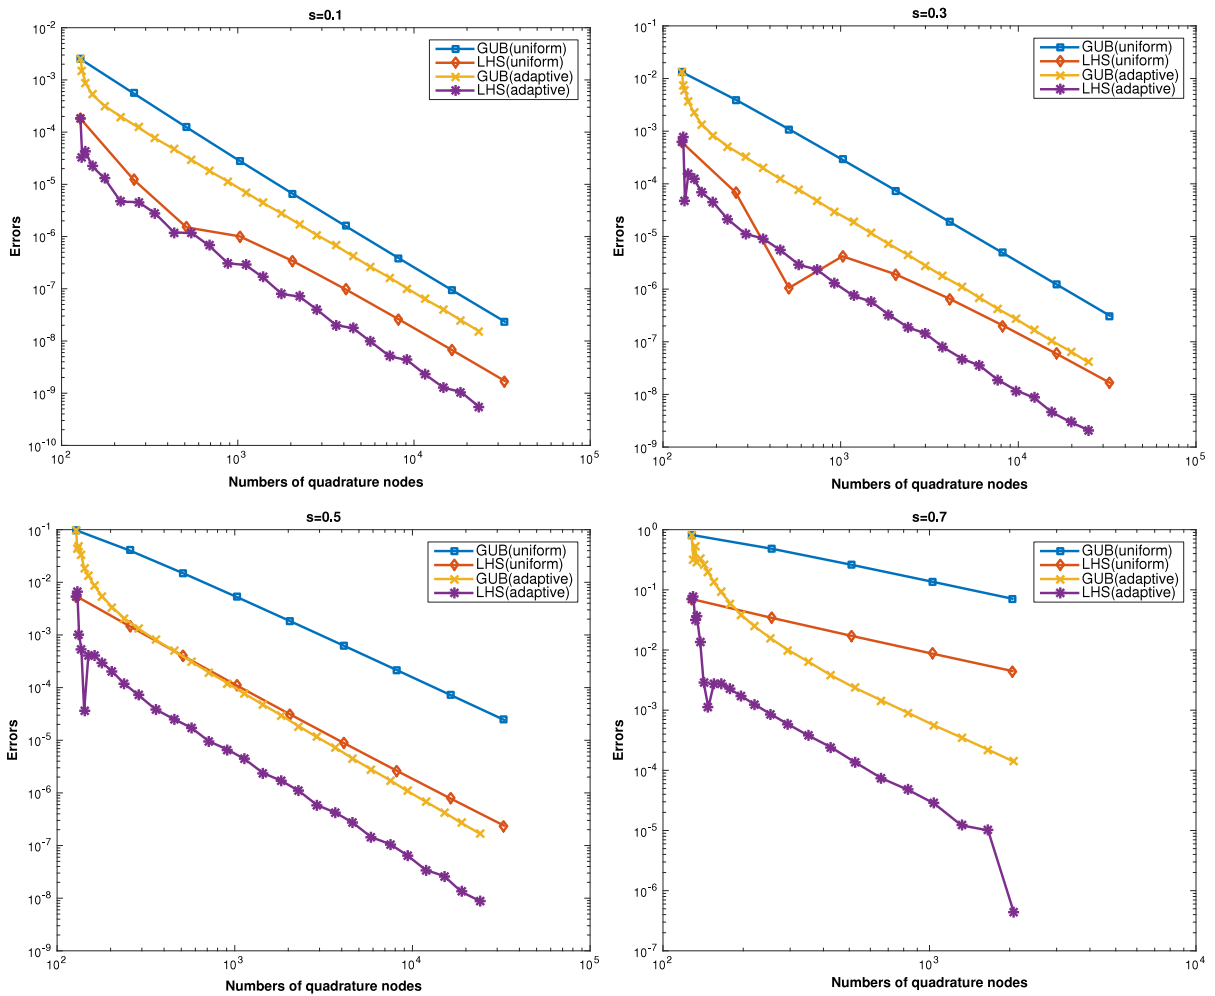 s=0.1
10^-2
10^-3
10^-4
10^-5
10^-6
10^-7
10^-8
10^-9
10^-10
Errors
10^2
10^3
10^4
10^5
Numbers of quadrature nodes
GUB(uniform)
LHS(uniform)
GUB(adaptive)
LHS(adaptive)
s=0.3
10^-1
10^-2
10^-3
10^-4
10^-5
10^-6
10^-7
10^-8
10^-9
Errors
10^2
10^3
10^4
10^5
Numbers of quadrature nodes
GUB(uniform)
LHS(uniform)
GUB(adaptive)
LHS(adaptive)
s=0.5
10^-1
10^-2
10^-3
10^-4
10^-5
10^-6
10^-7
10^-8
10^-9
Errors
10^2
10^3
10^4
10^5
Numbers of quadrature nodes
GUB(uniform)
LHS(uniform)
GUB(adaptive)
LHS(adaptive)
s=0.7
10^0
10^-1
10^-2
10^-3
10^-4
10^-5
10^-6
10^-7
Errors
10^2
10^3
10^4
Numbers of quadrature nodes
GUB(uniform)
LHS(uniform)
GUB(adaptive)
LHS(adaptive)